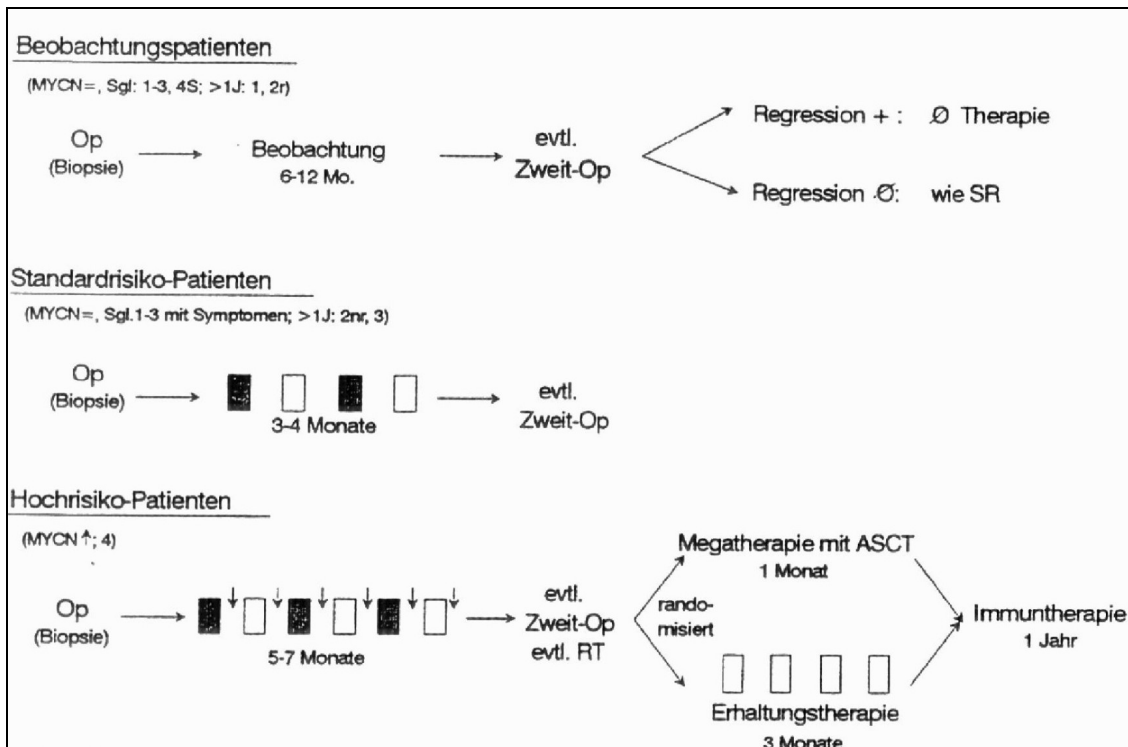 Beobachtungspatienten
(MYCN=, Sgl: 1-3, 4S; >1J: 1, 2r)
Op
(Biopsie)
Beobachtung
6-12 Mo.
evtl.
Zweit-Op
Regression + : Ø Therapie
Regression Ø: wie SR
Standardrisiko-Patienten
(MYCN=, Sgl.1-3 mit Symptomen; >1J: 2nr, 3)
Op
(Biopsie)
3-4 Monate
evtl.
Zweit-Op
Hochrisiko-Patienten
(MYCN↑; 4)
Op
(Biopsie)
5-7 Monate
evtl.
Zweit-Op
evtl. RT
rando-
misiert
Megatherapie mit ASCT
1 Monat
Erhaltungstherapie
3 Monate
Immuntherapie
1 Jahr